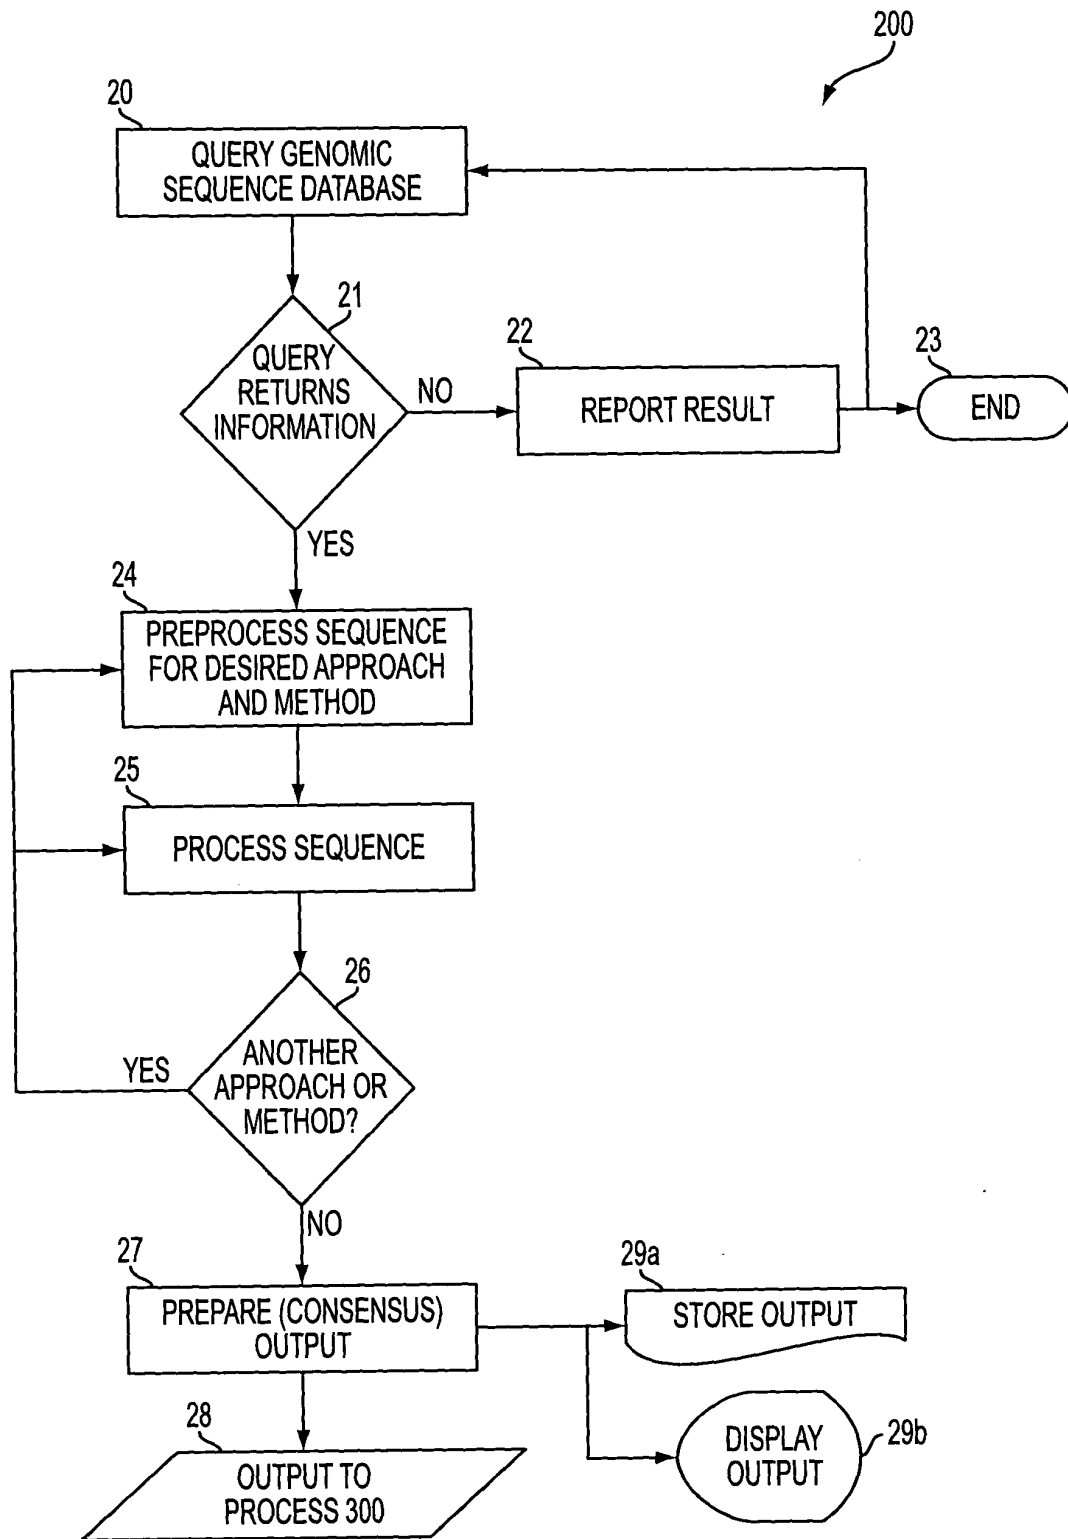 200
20
QUERY GENOMIC
SEQUENCE DATABASE
21
QUERY
RETURNS
INFORMATION
NO
22
REPORT RESULT
23
END
YES
24
PREPROCESS SEQUENCE
FOR DESIRED APPROACH
AND METHOD
25
PROCESS SEQUENCE
26
ANOTHER
APPROACH OR
METHOD?
YES
NO
27
PREPARE (CONSENSUS)
OUTPUT
29a
STORE OUTPUT
28
OUTPUT TO
PROCESS 300
DISPLAY
OUTPUT
29b